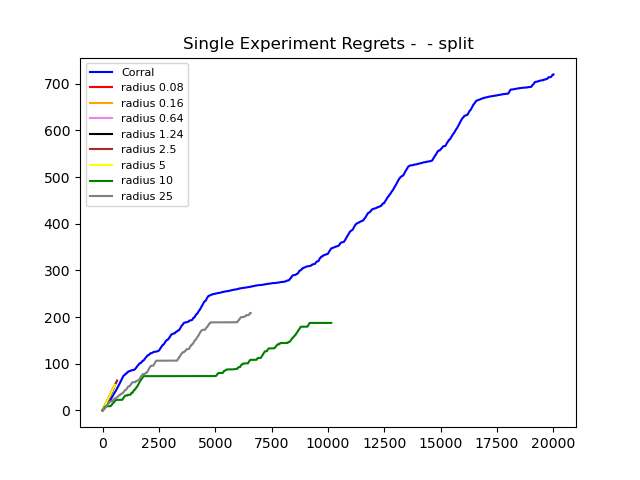 Single Experiment Regrets -  - split
Corral
radius 0.08
radius 0.16
radius 0.64
radius 1.24
radius 2.5
radius 5
radius 10
radius 25
700
600
500
400
300
200
100
0
0 2500 5000 7500 10000 12500 15000 17500 20000